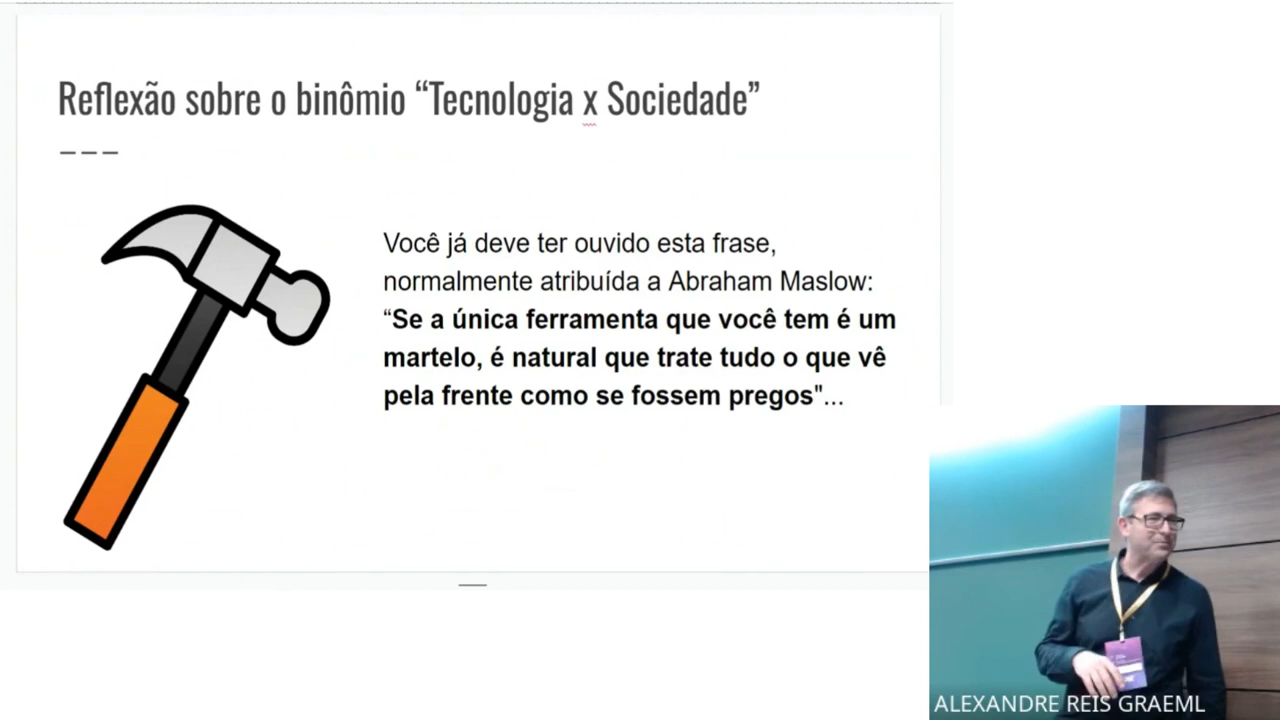 Reflexão sobre o binômio “Tecnologia x Sociedade”
Você já deve ter ouvido esta frase,
normalmente atribuída a Abraham Maslow:
“Se a única ferramenta que você tem é um
martelo, é natural que trate tudo o que vê
pela frente como se fossem pregos"...
ALEXANDRE REIS GRAEML